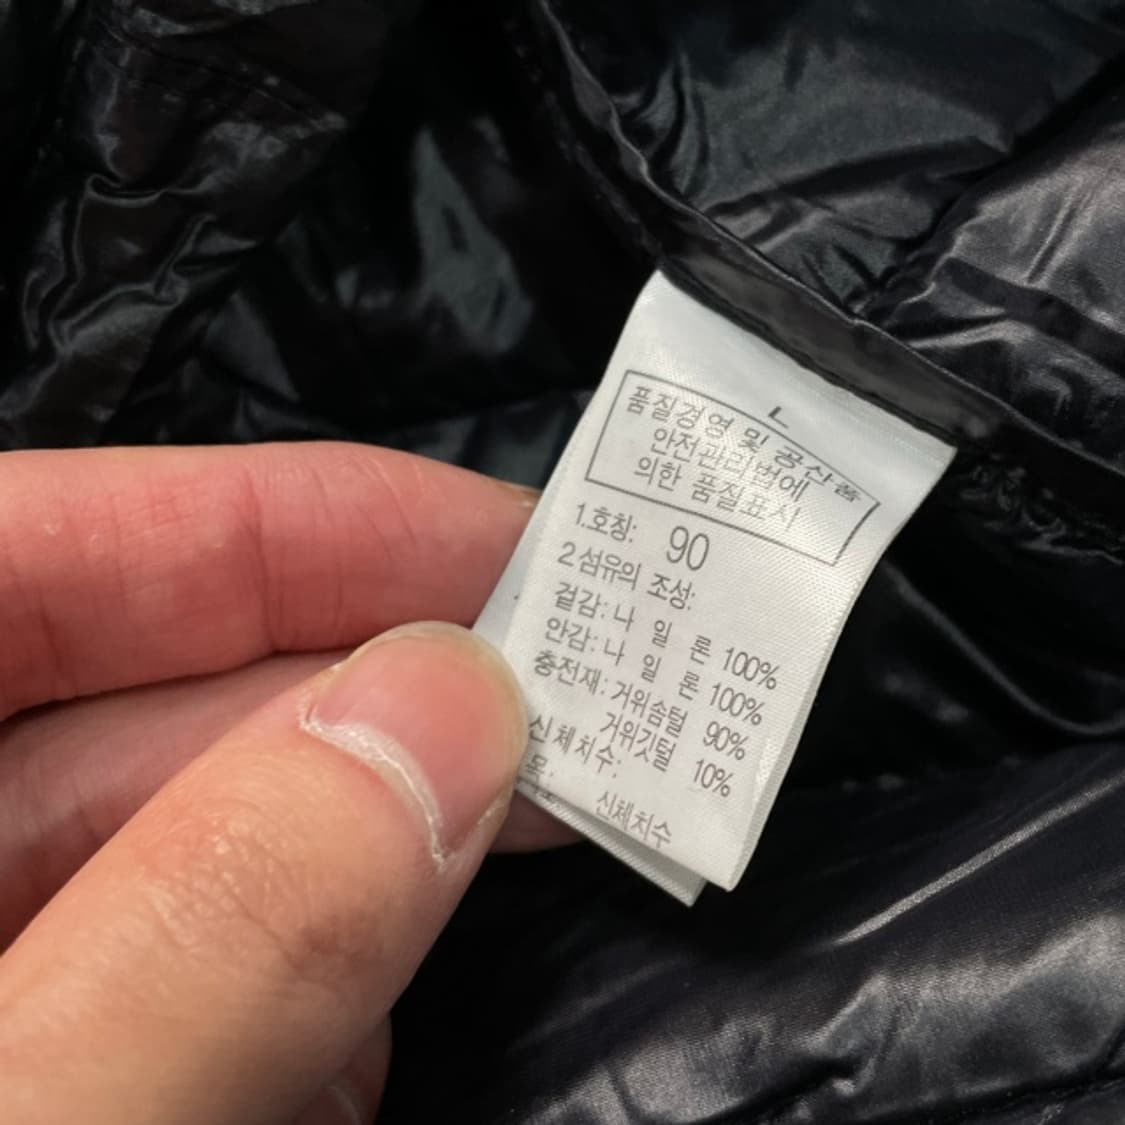 L
품질경영 및 공산품
안전관리법에
의한 품질표시
1.호칭: 90
2섬유의 조성:
겉감: 나 일 론 100%
안감: 나 일 론 100%
충전재: 거위솜털 90%
거위깃털 10%
신체치수:
신체치수